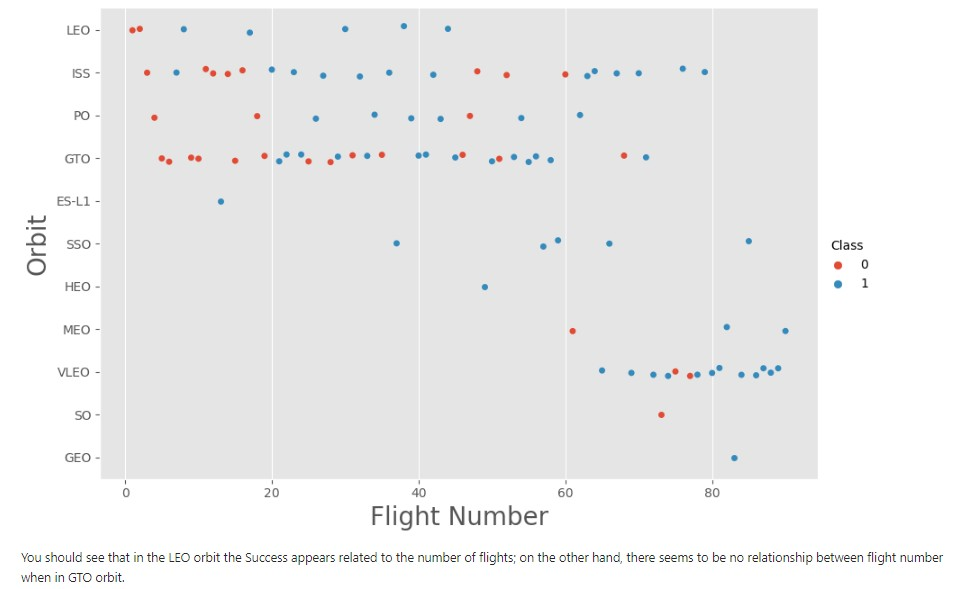 LEO
ISS
PO
GTO
ES-L1
SSO
HEO
MEO
VLEO
SO
GEO
Orbit
0 20 40 60 80
Flight Number
Class
0
1
You should see that in the LEO orbit the Success appears related to the number of flights; on the other hand, there seems to be no relationship between flight number
when in GTO orbit.